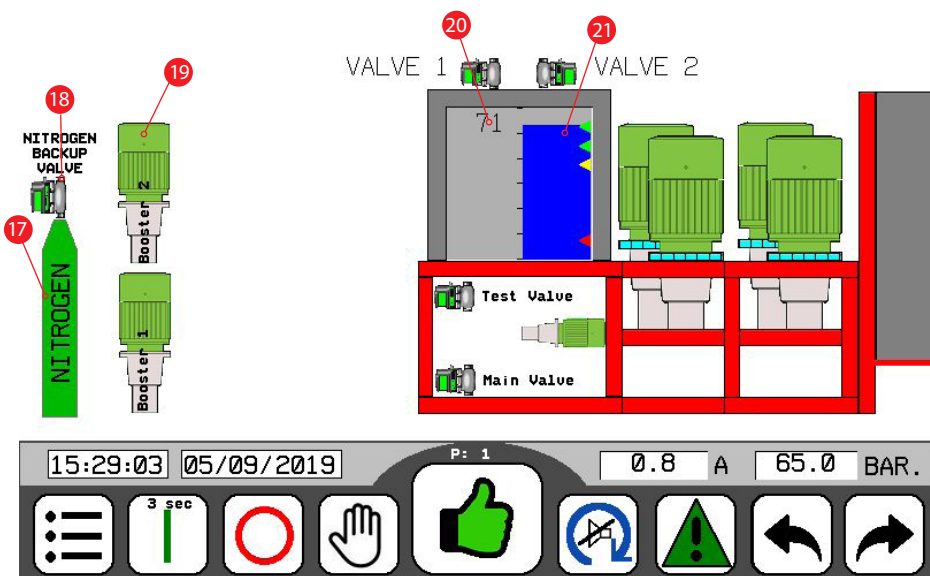 20
21
VALVE 1
VALVE 2
19
18
71
NITROGEN
BACKUP
VALVE
Booster 2
17
NITROGEN
Booster 1
Test Valve
Main Valve
P: 1
15:29:03 05/09/2019
0.8 A 65.0 BAR.
3 sec